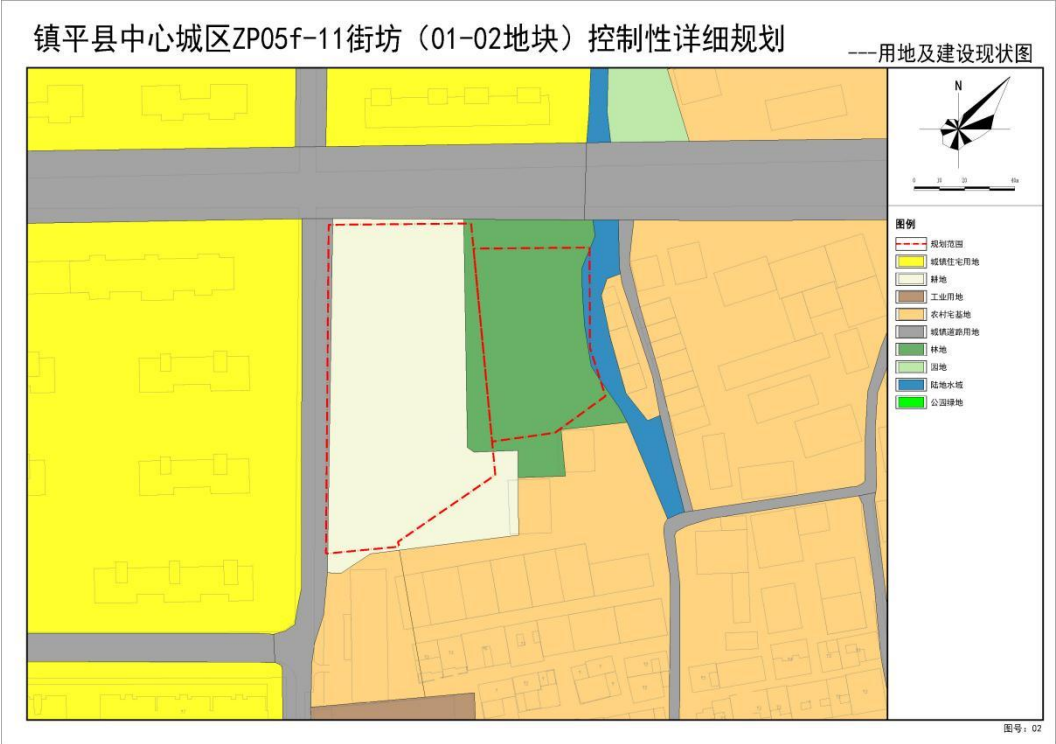 镇平县中心城区ZP05f-11街坊（01-02地块）控制性详细规划
---用地及建设现状图
N
0 10 20 40m
图例
规划范围
城镇住宅用地
耕地
工业用地
农村宅基地
城镇道路用地
林地
园地
陆地水域
公园绿地
图号：02